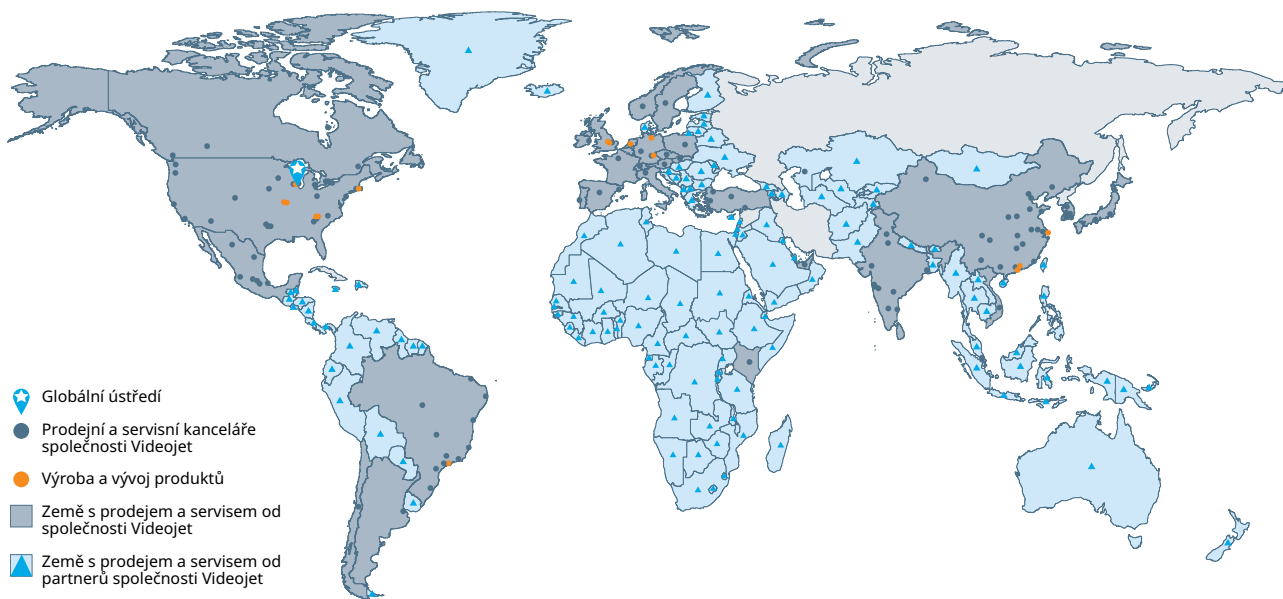 Globální ústředí
Prodejní a servisní kanceláře
společnosti Videojet
Výroba a vývoj produktů
Země s prodejem a servisem od
společnosti Videojet
Země s prodejem a servisem od
partnerů společnosti Videojet